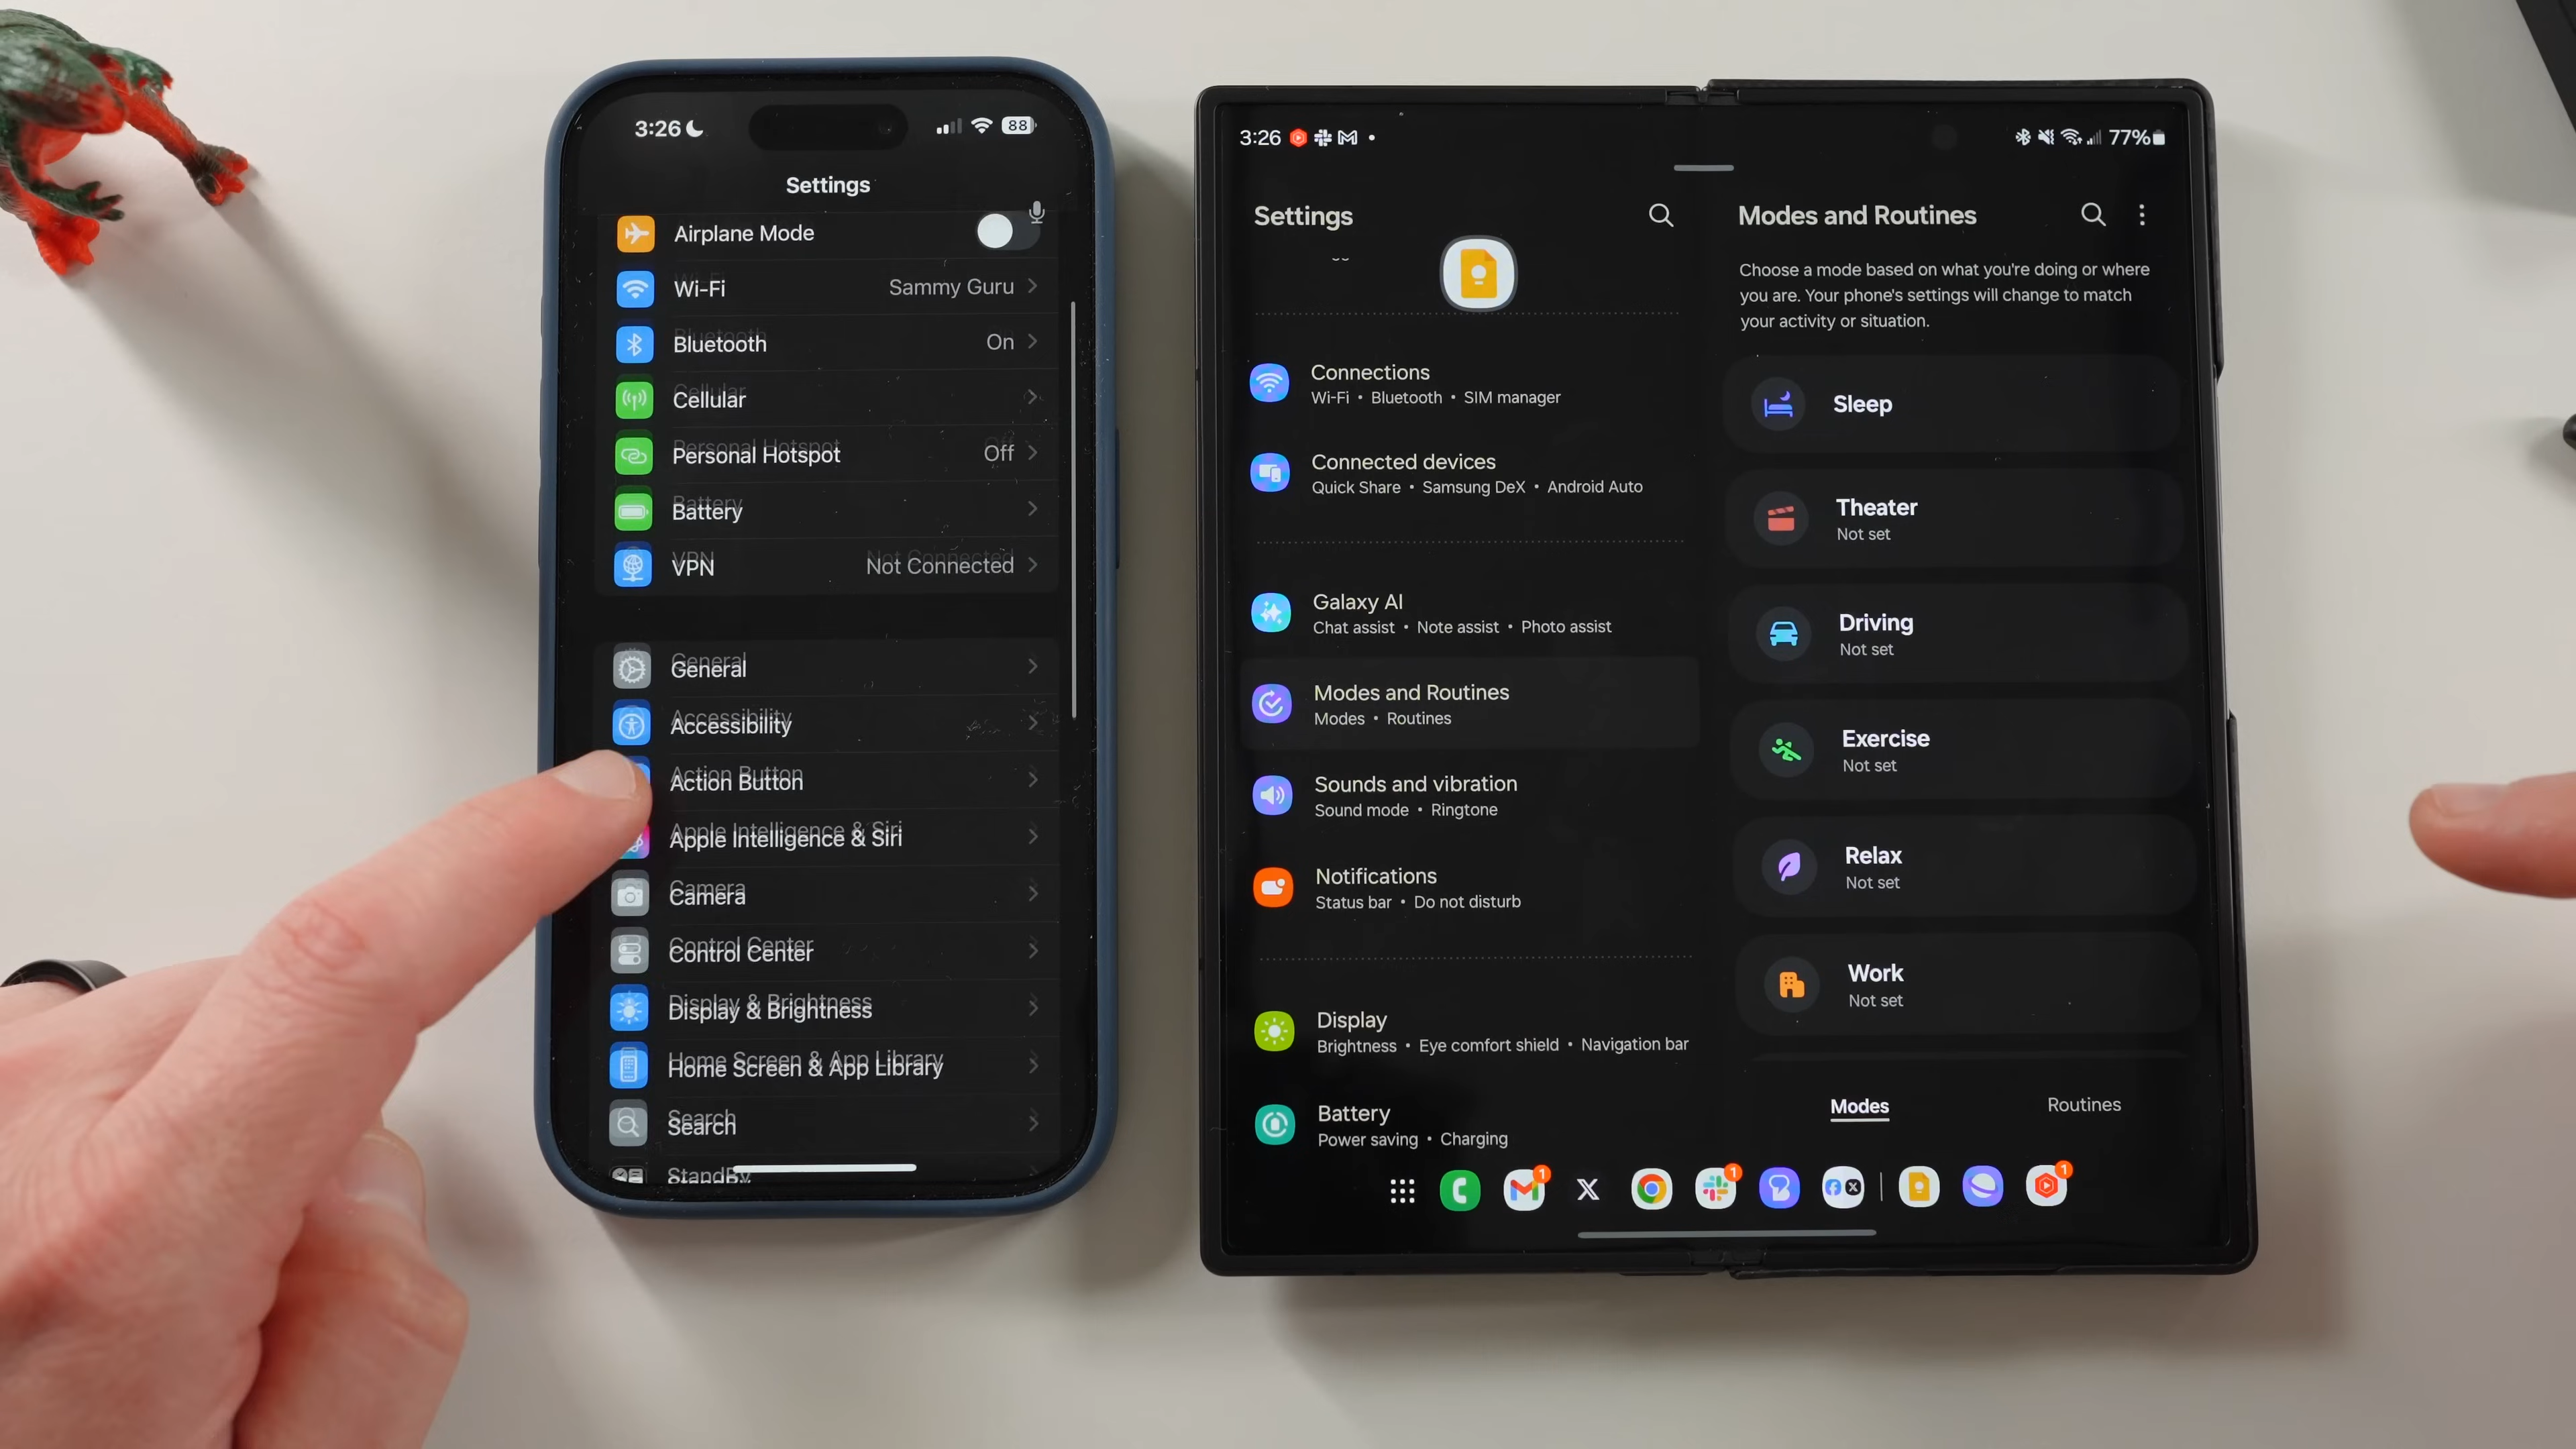 3:26
88
Settings
Airplane Mode
Wi-Fi
Sammy Guru
Bluetooth
On
Cellular
Personal Hotspot
Off
Battery
VPN
Not Connected
General
Accessibility
Action Button
Apple Intelligence & Siri
Camera
Control Center
Display & Brightness
Home Screen & App Library
Search
StandBy
3:26
77%
Settings
Connections
Wi-Fi • Bluetooth • SIM manager
Connected devices
Quick Share • Samsung DeX • Android Auto
Galaxy AI
Chat assist • Note assist • Photo assist
Modes and Routines
Modes • Routines
Sounds and vibration
Sound mode • Ringtone
Notifications
Status bar • Do not disturb
Display
Brightness • Eye comfort shield • Navigation bar
Battery
Power saving • Charging
Modes and Routines
Choose a mode based on what you're doing or where
you are. Your phone's settings will change to match
your activity or situation.
Sleep
Theater
Not set
Driving
Not set
Exercise
Not set
Relax
Not set
Work
Not set
Modes
Routines
1
1
1